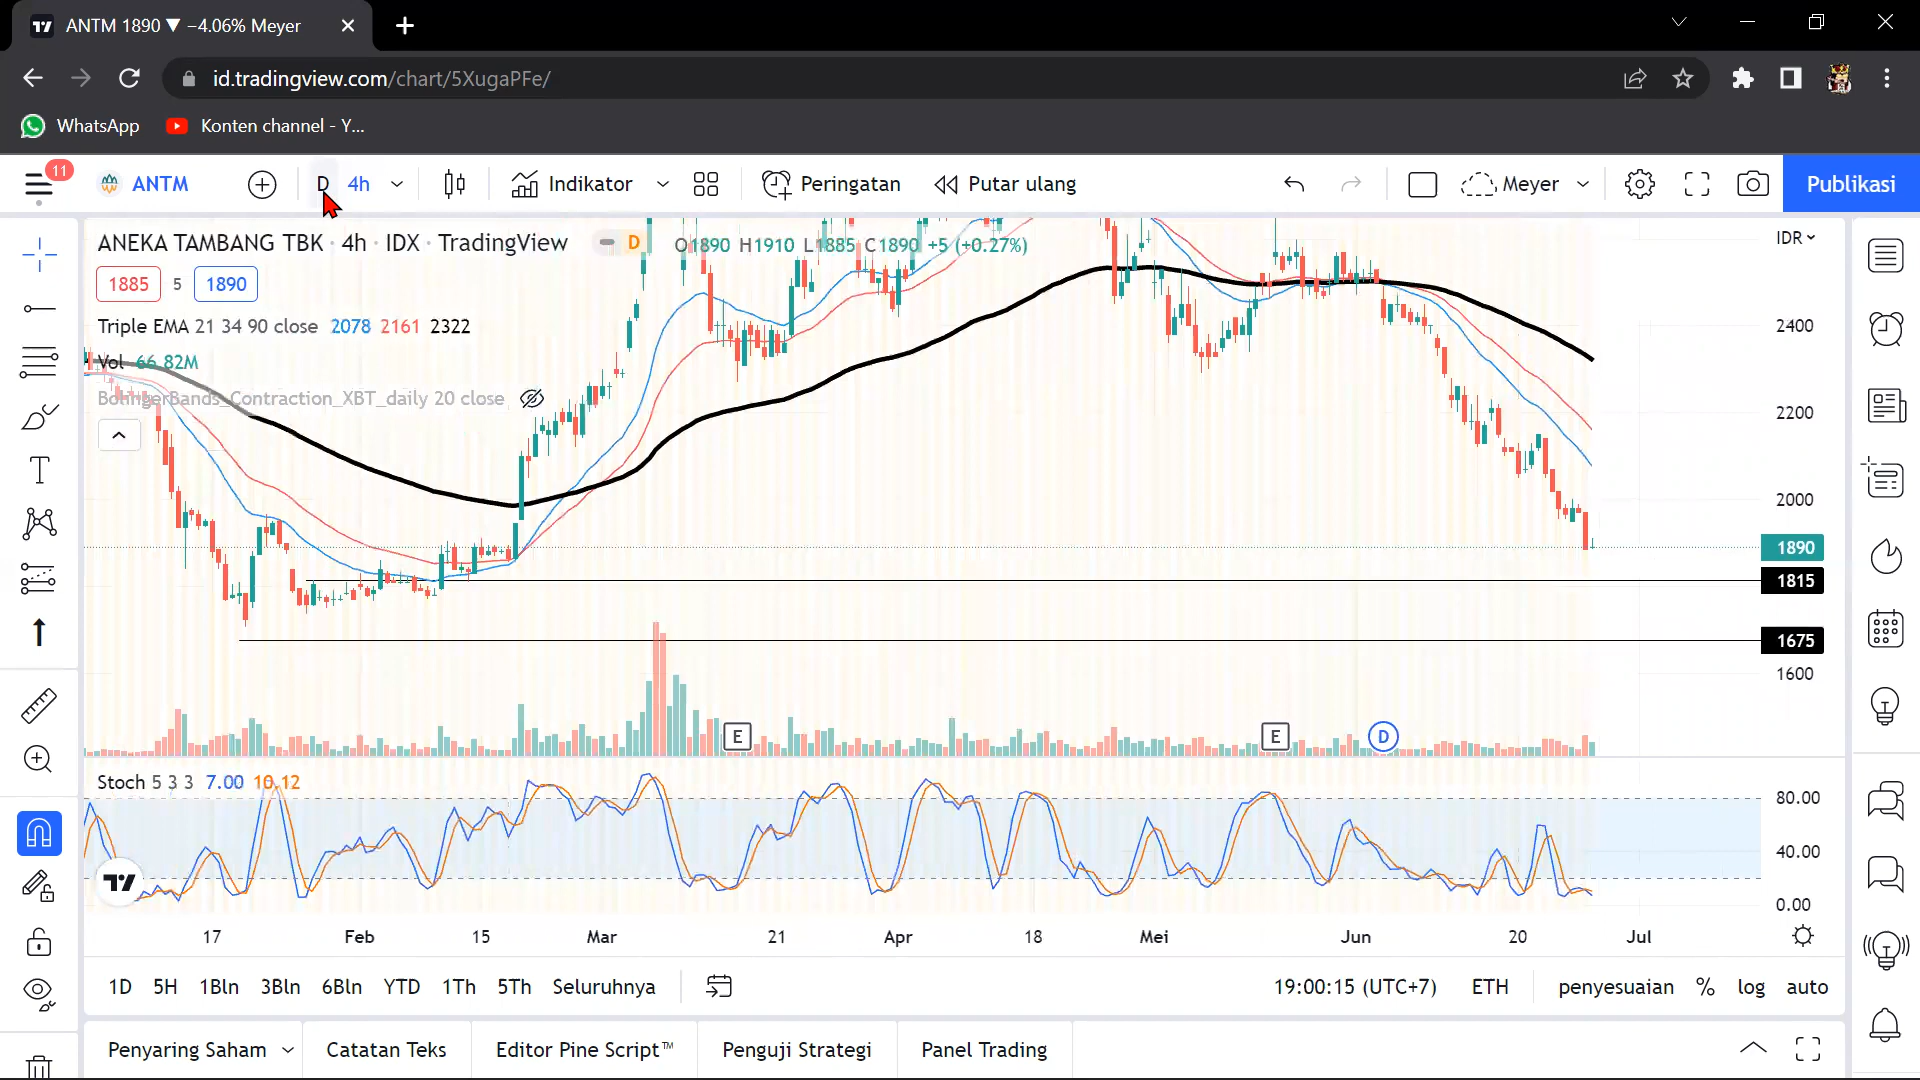 ANTM 1890 ▼ −4.06% Meyer
id.tradingview.com/chart/5XugaPFe/
WhatsApp
Konten channel - Y...
11
ANTM
D
4h
Indikator
Peringatan
Putar ulang
Meyer
Publikasi
ANEKA TAMBANG TBK · 4h · IDX · TradingView
D
O1890 H1910 L1885 C1890 +5 (+0.27%)
IDR
1885 5 1890
Triple EMA 21 34 90 close 2078 2161 2322
Vol 66.82M
BollingerBands_Contraction_XBT_daily 20 close
2400
2200
2000
1890
1815
1675
1600
E
E
D
Stoch 5 3 3 7.00 10.12
80.00
40.00
0.00
17 Feb 15 Mar 21 Apr 18 Mei Jun 20 Jul
1D 5H 1Bln 3Bln 6Bln YTD 1Th 5Th Seluruhnya
19:00:15 (UTC+7) ETH penyesuaian % log auto
Penyaring Saham Catatan Teks Editor Pine Script™ Penguji Strategi Panel Trading